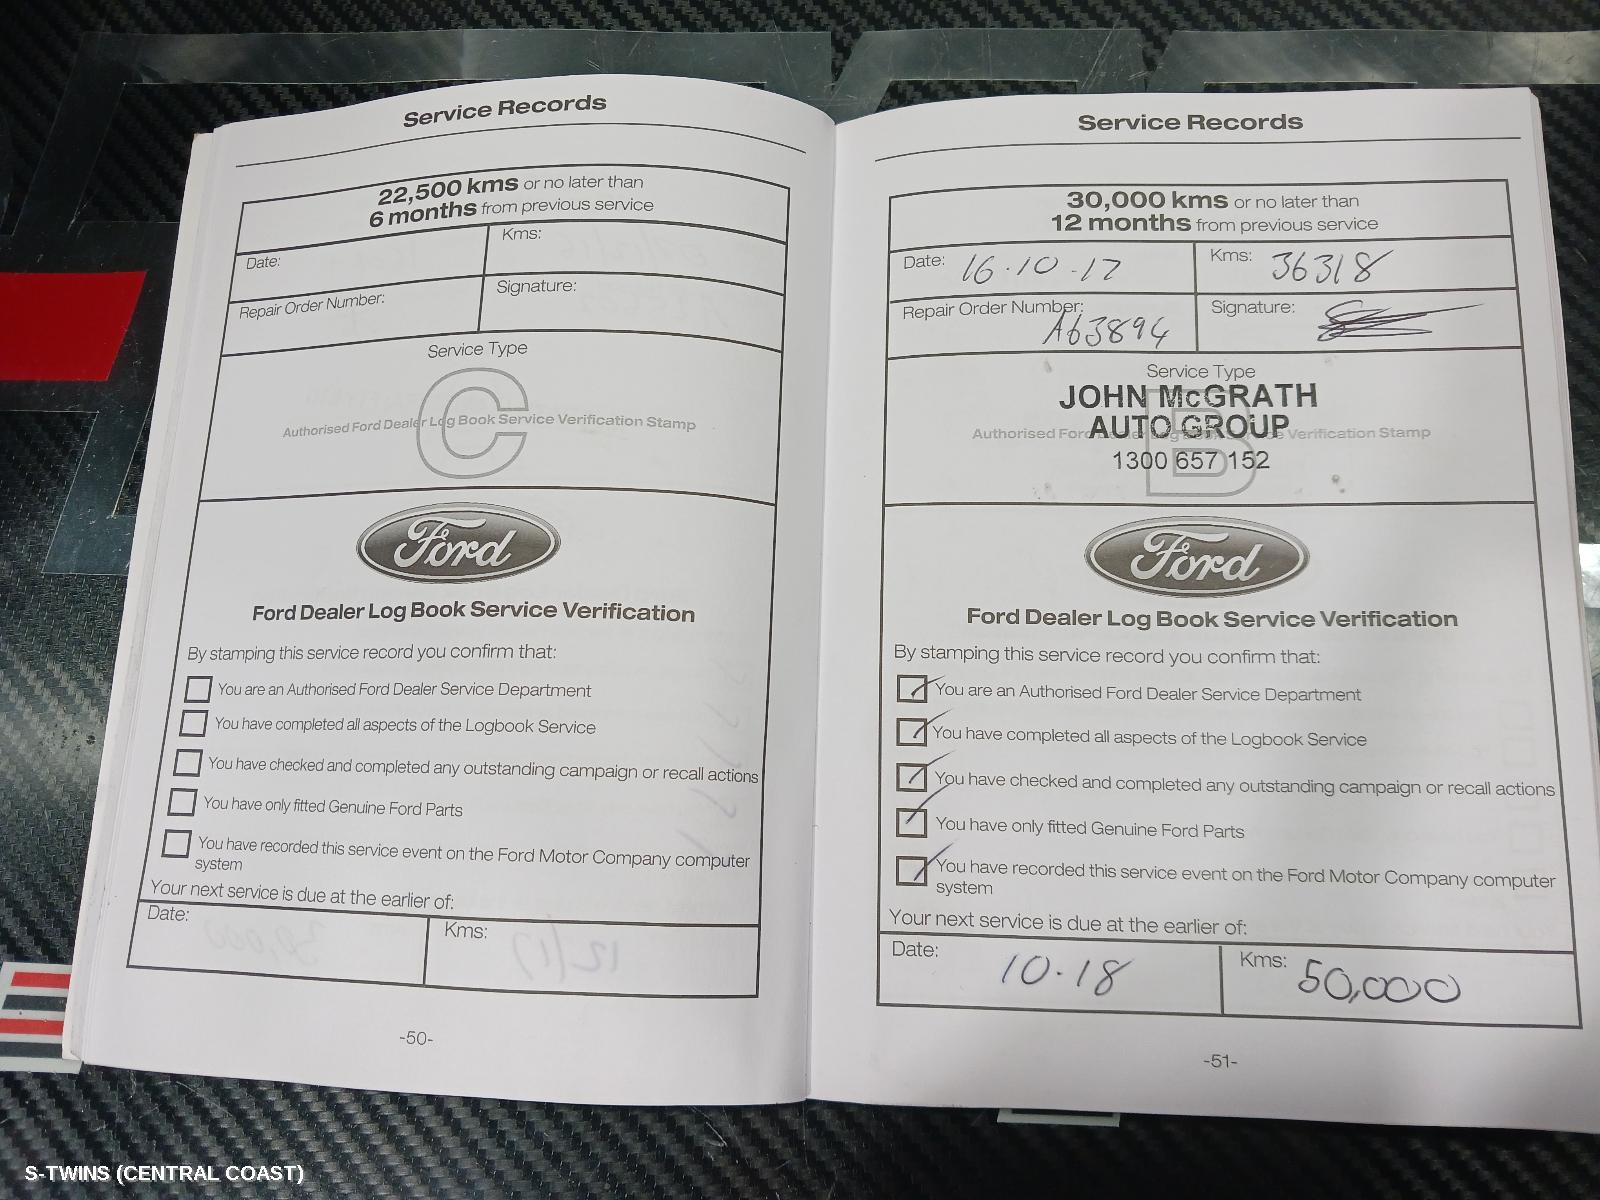 Service Records
22,500 kms or no later than
6 months from previous service
Date:
Kms:
Repair Order Number:
Signature:
Service Type
C
Authorised Ford Dealer Log Book Service Verification Stamp
Ford
Ford Dealer Log Book Service Verification
By stamping this service record you confirm that:
You are an Authorised Ford Dealer Service Department
You have completed all aspects of the Logbook Service
You have checked and completed any outstanding campaign or recall actions
You have only fitted Genuine Ford Parts
You have recorded this service event on the Ford Motor Company computer
system
Your next service is due at the earlier of:
Date:
Kms:
-50-
Service Records
30,000 kms or no later than
12 months from previous service
Date: 16.10.17
Kms: 36318
Repair Order Number:
A63894
Signature:
Service Type
JOHN McGRATH
AUTO GROUP
1300 657 152
B
Authorised Ford Dealer Log Book Service Verification Stamp
Ford
Ford Dealer Log Book Service Verification
By stamping this service record you confirm that:
You are an Authorised Ford Dealer Service Department
You have completed all aspects of the Logbook Service
You have checked and completed any outstanding campaign or recall actions
You have only fitted Genuine Ford Parts
You have recorded this service event on the Ford Motor Company computer
system
Your next service is due at the earlier of:
Date: 10.18
Kms: 50,000
-51-
S-TWINS (CENTRAL COAST)